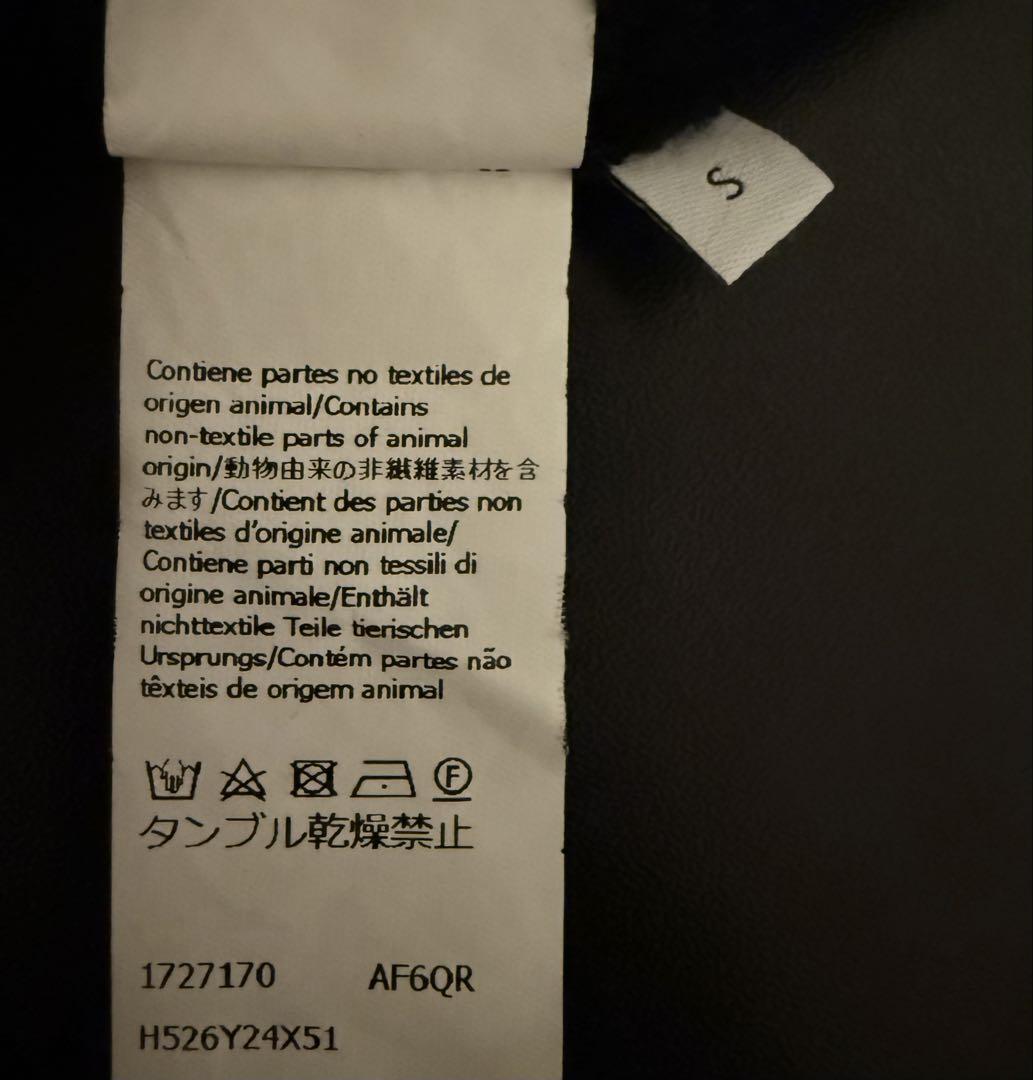 S
Contiene partes no textiles de
origen animal/Contains
non-textile parts of animal
origin/動物由来の非繊維素材を含
みます/Contient des parties non
textiles d'origine animale/
Contiene parti non tessili di
origine animale/Enthält
nichttextile Teile tierischen
Ursprungs/Contém partes não
têxteis de origem animal
F
タンブル乾燥禁止
1727170 AF6QR
H526Y24X51